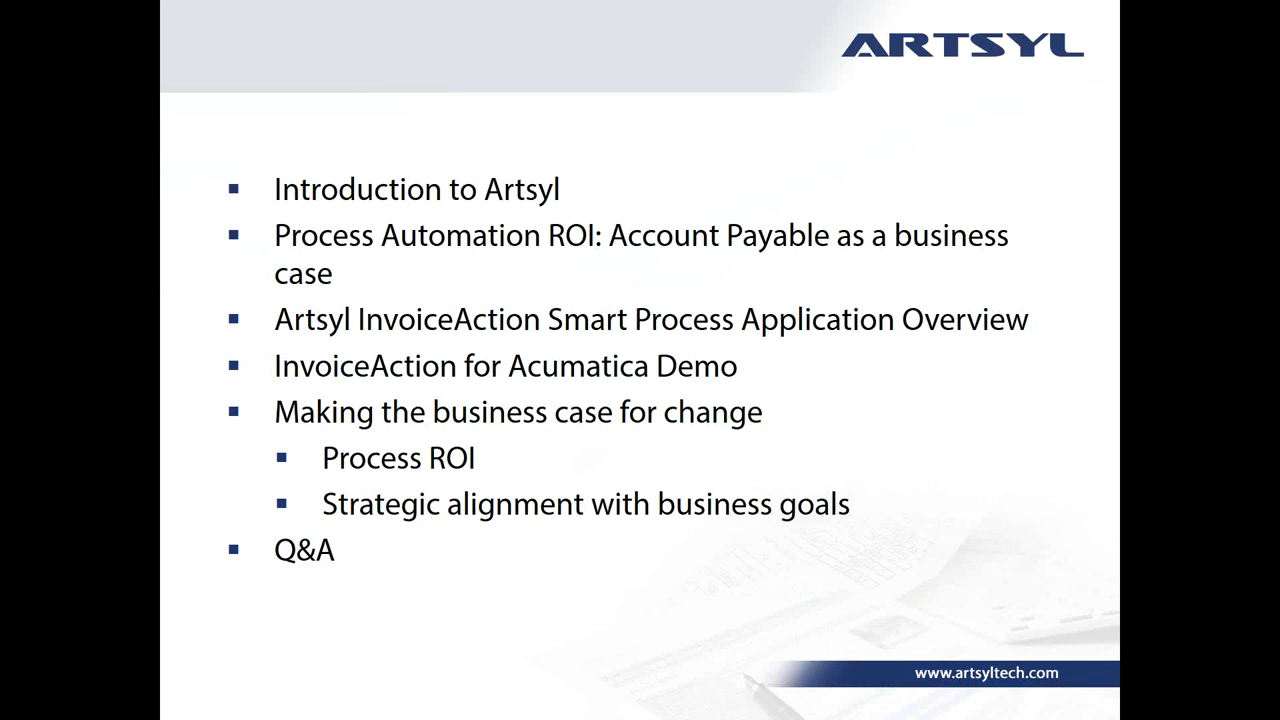 ARTSYL
Introduction to Artsyl
Process Automation ROI: Account Payable as a business
case
Artsyl InvoiceAction Smart Process Application Overview
InvoiceAction for Acumatica Demo
Making the business case for change
Process ROI
Strategic alignment with business goals
Q&A
www.artsyltech.com